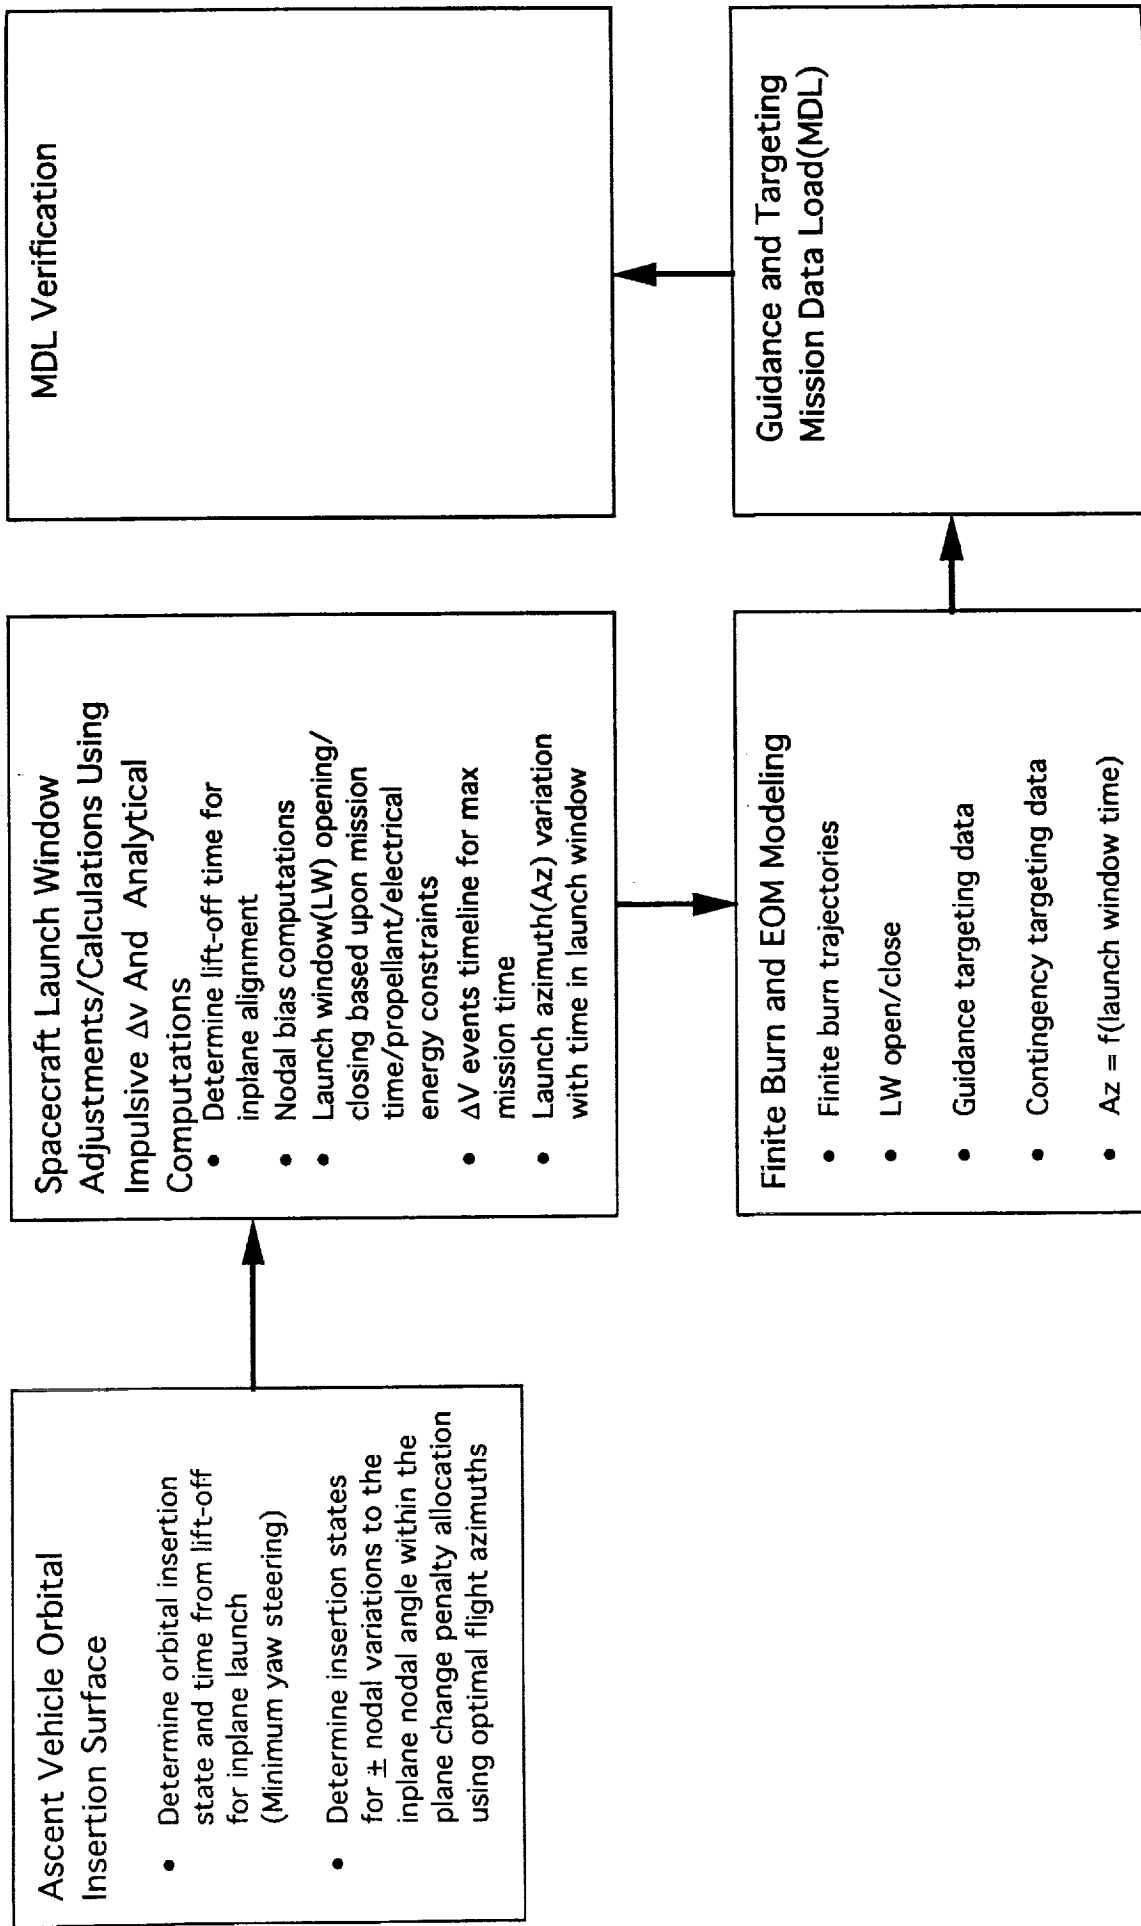 Ascent Vehicle Orbital
Insertion Surface
• Determine orbital insertion
state and time from lift-off
for inplane launch
(Minimum yaw steering)
• Determine insertion states
for ± nodal variations to the
inplane nodal angle within the
plane change penalty allocation
using optimal flight azimuths
Spacecraft Launch Window
Adjustments/Calculations Using
Impulsive Δv And Analytical
Computations
• Determine lift-off time for
inplane alignment
• Nodal bias computations
• Launch window(LW) opening/
closing based upon mission
time/propellant/electrical
energy constraints
• ΔV events timeline for max
mission time
• Launch azimuth(Az) variation
with time in launch window
Finite Burn and EOM Modeling
• Finite burn trajectories
• LW open/close
• Guidance targeting data
• Contingency targeting data
• Az = f(launch window time)
Guidance and Targeting
Mission Data Load(MDL)
MDL Verification